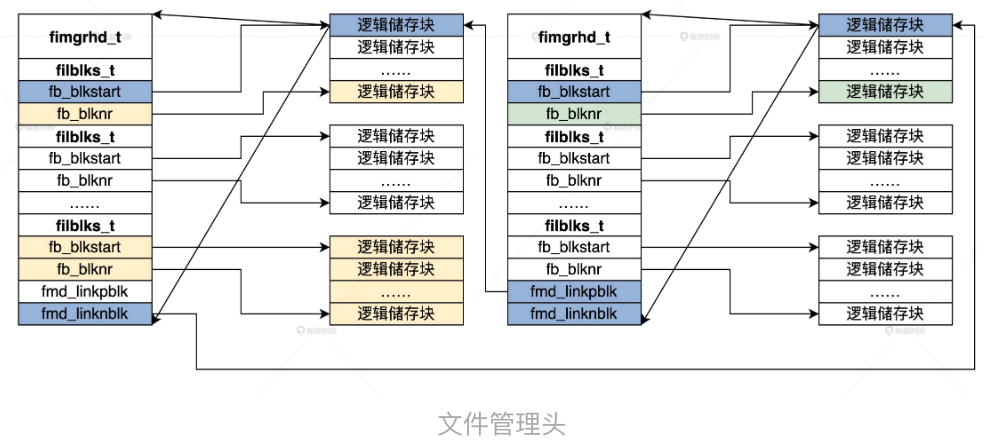 fimgrhd_t
filblks_t
fb_blkstart
fb_blknr
filblks_t
fb_blkstart
fb_blknr
......
filblks_t
fb_blkstart
fb_blknr
fmd_linkpblk
fmd_linknblk
逻辑储存块
逻辑储存块
......
逻辑储存块
逻辑储存块
逻辑储存块
......
逻辑储存块
逻辑储存块
逻辑储存块
......
逻辑储存块
fimgrhd_t
filblks_t
fb_blkstart
fb_blknr
filblks_t
fb_blkstart
fb_blknr
......
filblks_t
fb_blkstart
fb_blknr
fmd_linkpblk
fmd_linknblk
逻辑储存块
逻辑储存块
......
逻辑储存块
逻辑储存块
逻辑储存块
......
逻辑储存块
逻辑储存块
逻辑储存块
......
逻辑储存块
文件管理头